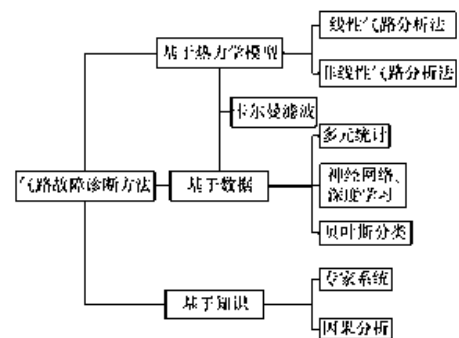 线性气路分析法
基于热力学模型
非线性气路分析法
卡尔曼滤波
多元统计
气路故障诊断方法
基于数据
神经网络、
深度学习
贝叶斯分类
专家系统
基于知识
因果分析